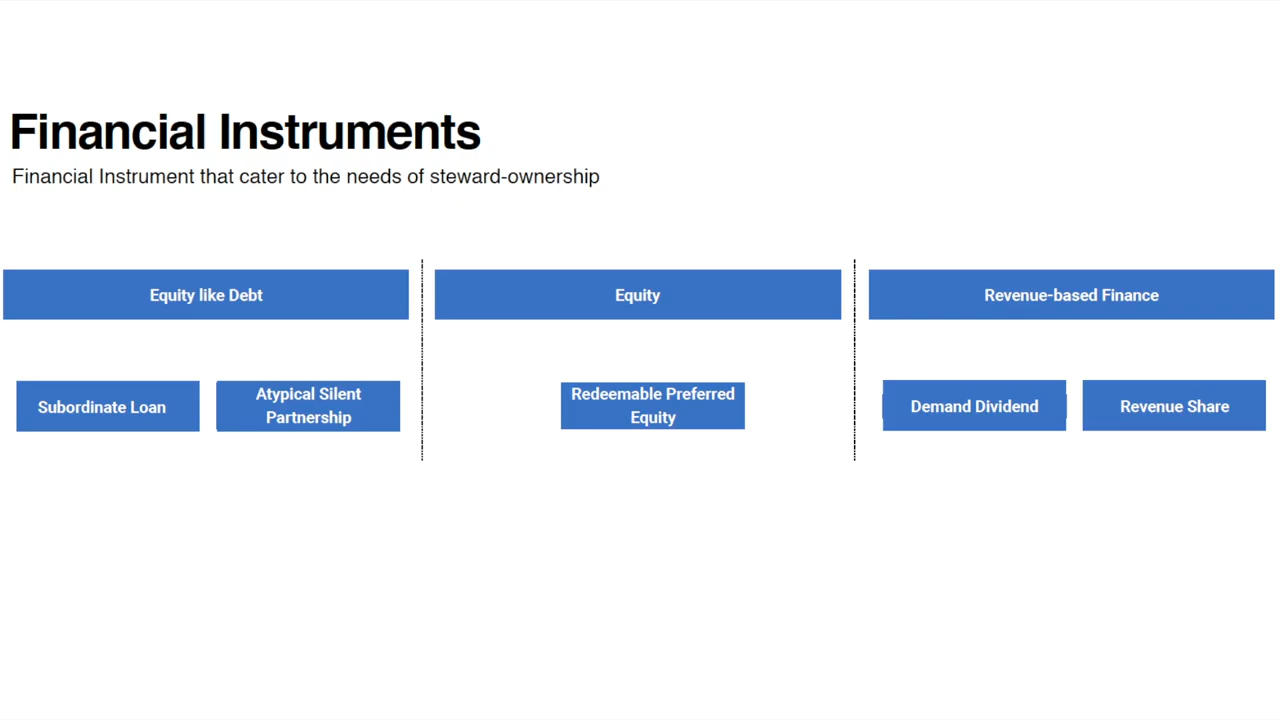 Financial Instruments
Financial Instrument that cater to the needs of steward-ownership
Equity like Debt
Equity
Revenue-based Finance
Subordinate Loan
Atypical Silent
Partnership
Redeemable Preferred
Equity
Demand Dividend
Revenue Share